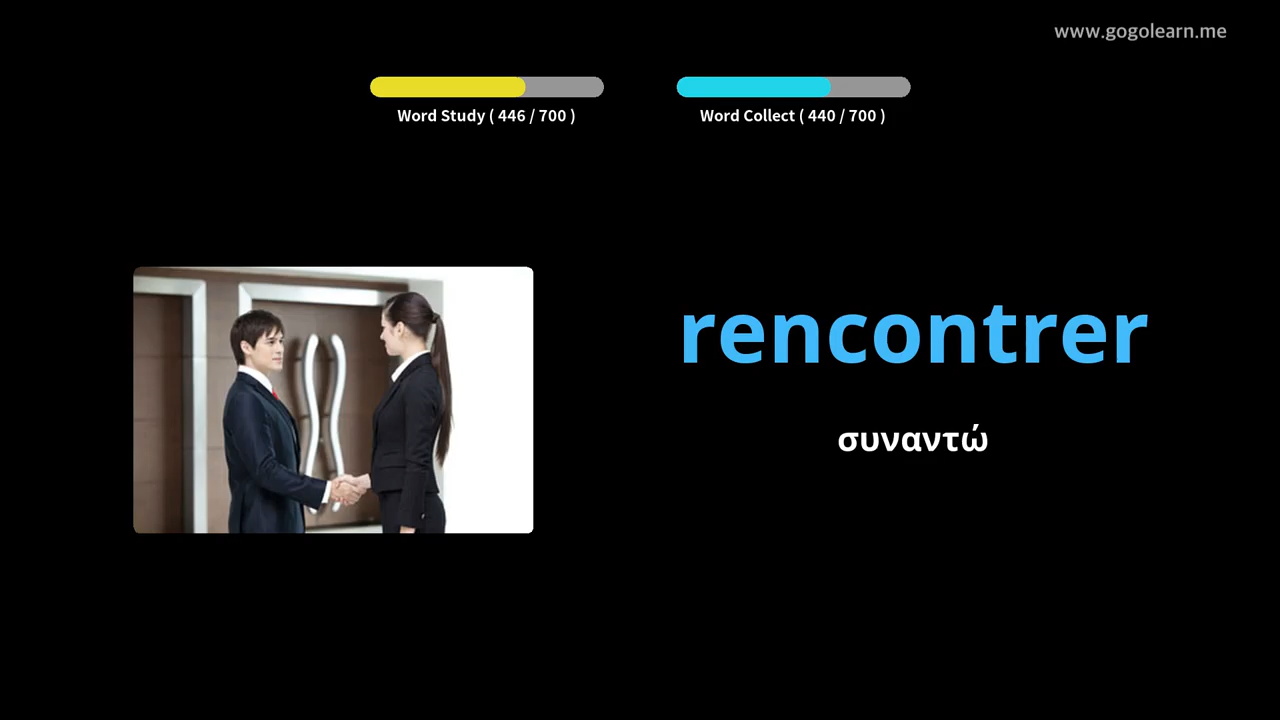 www.gogolearn.me
Word Study ( 446 / 700 )
Word Collect ( 440 / 700 )
rencontrer
συναντώ